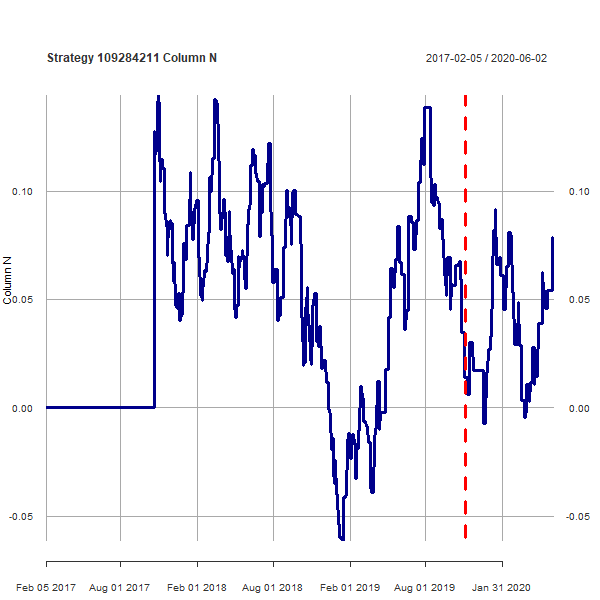 Strategy 109284211 Column N
2017-02-05 / 2020-06-02
0.10
0.10
Column N
0.05
0.05
0.00
0.00
-0.05
-0.05
Feb 05 2017
Aug 01 2017
Feb 01 2018
Aug 01 2018
Feb 01 2019
Aug 01 2019
Jan 31 2020